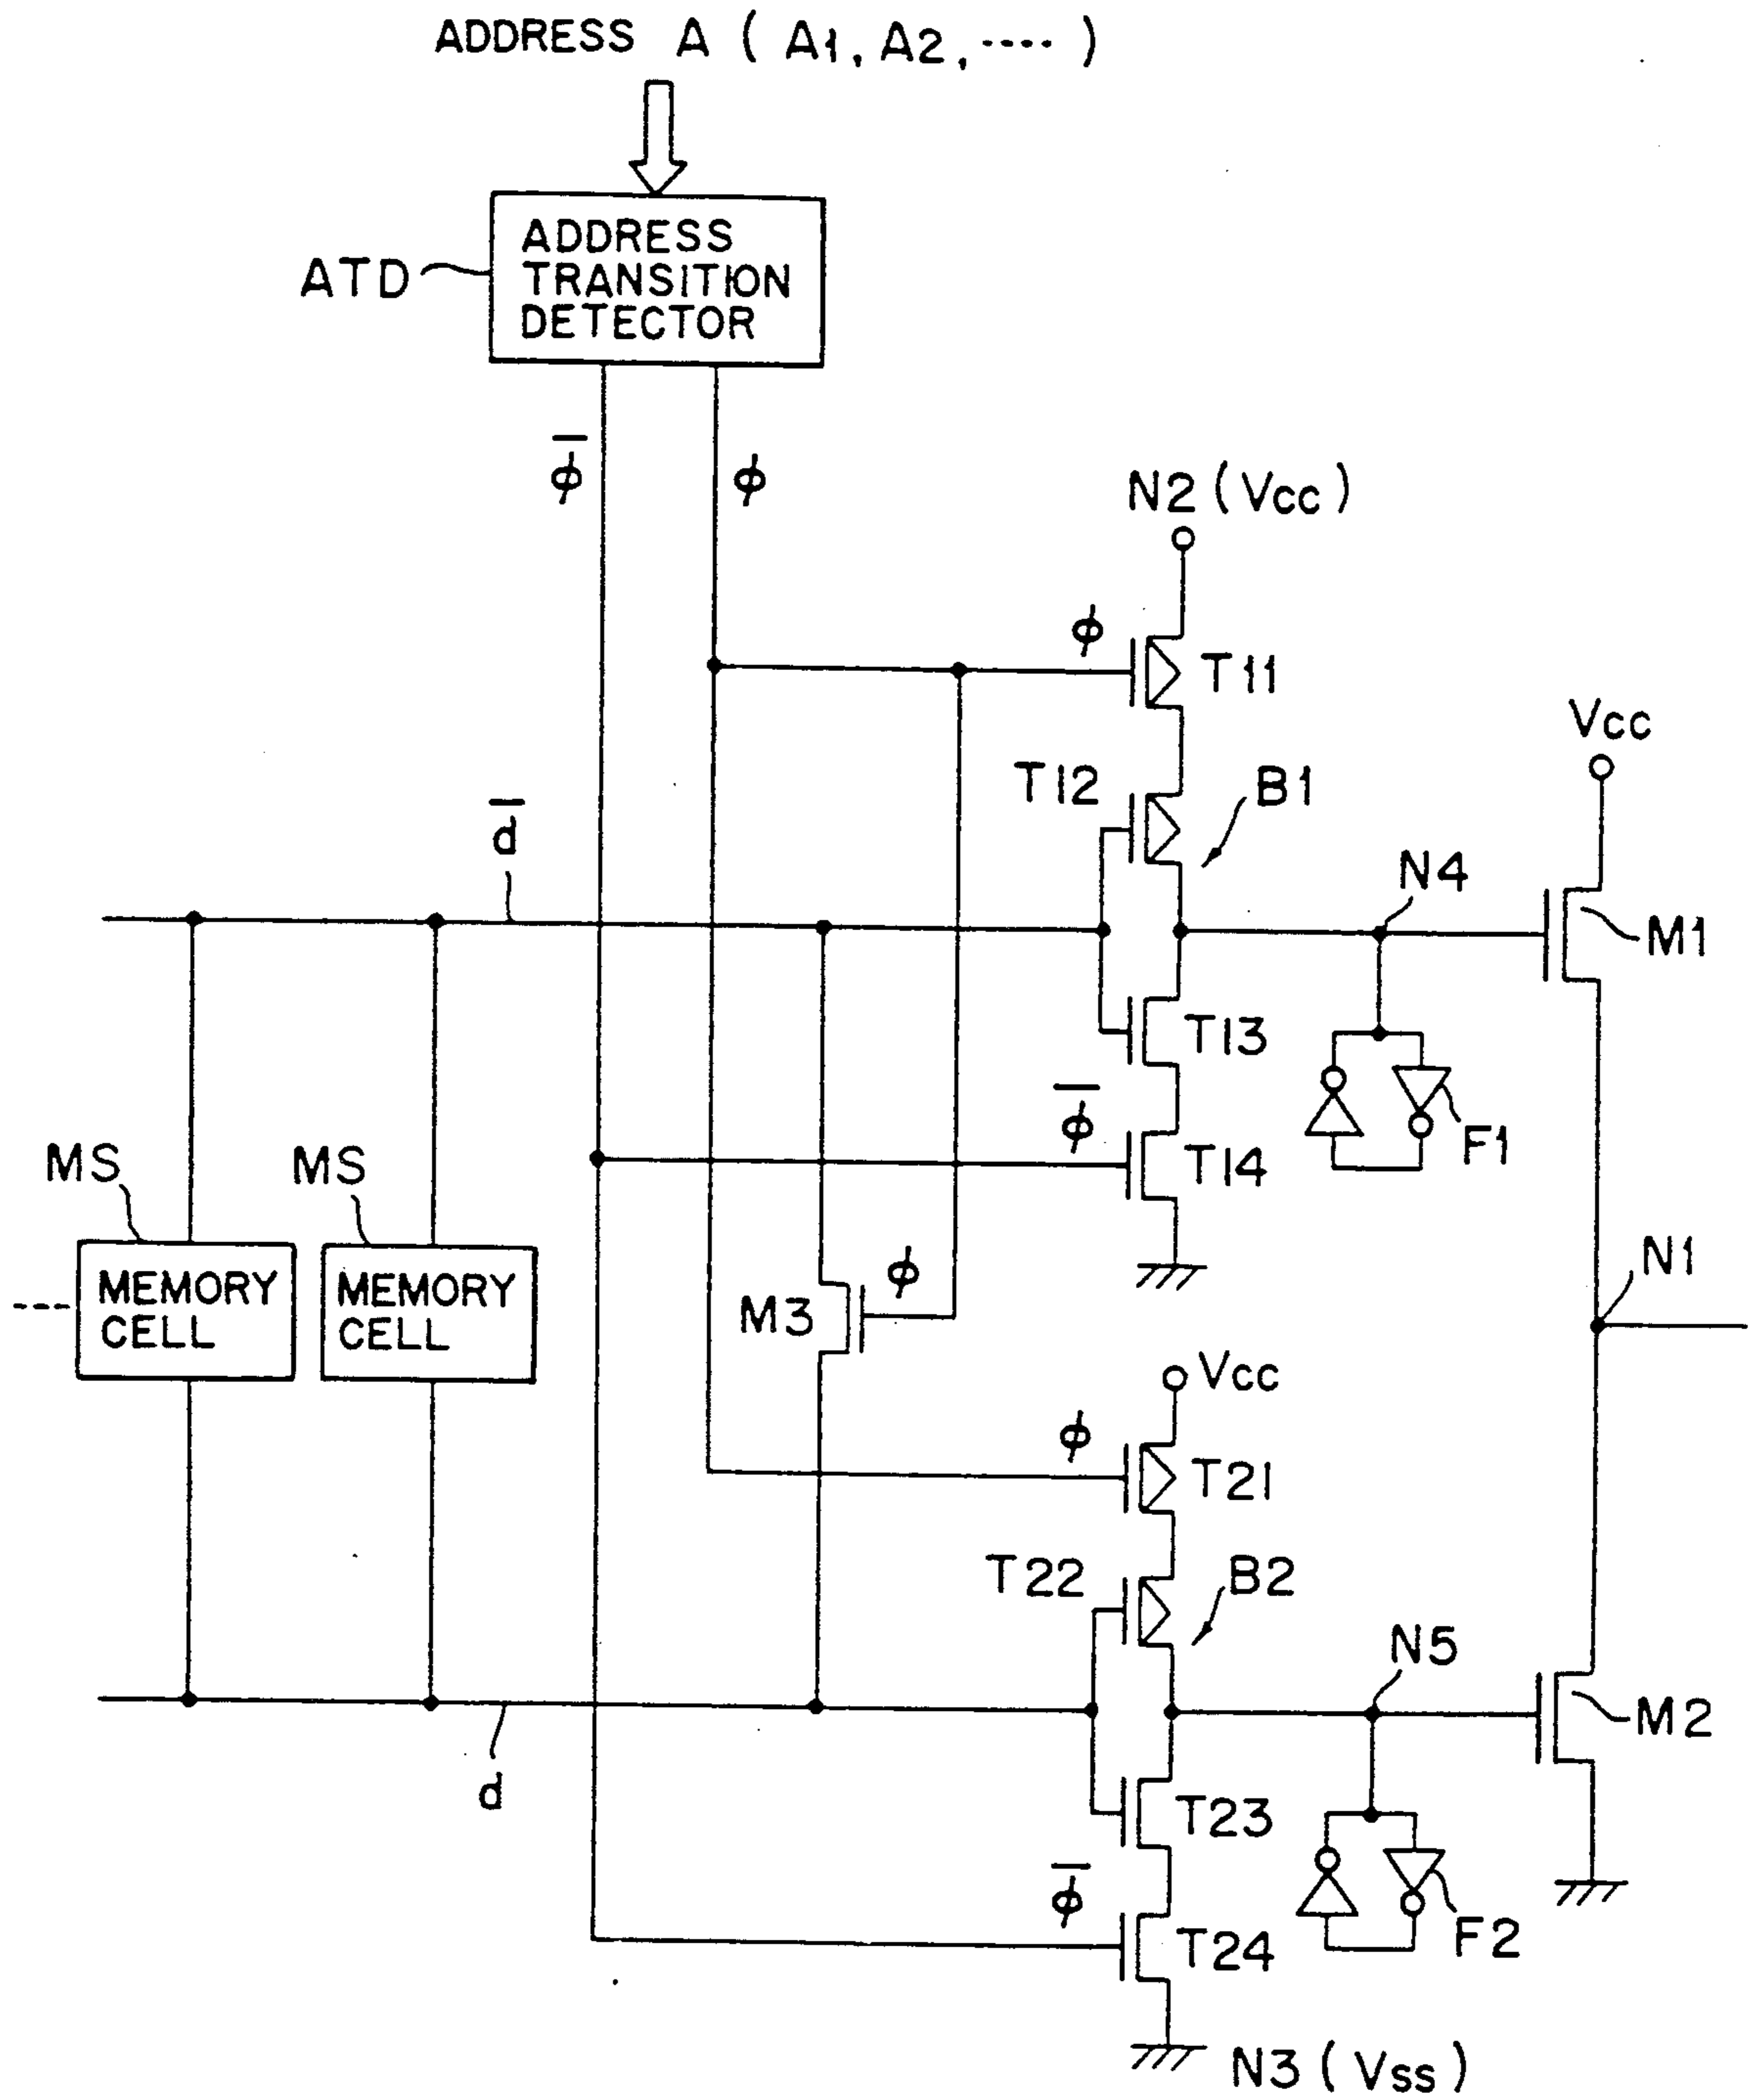 ADDRESS A ( A1, A2, ---- )
ADDRESS
TRANSITION
DETECTOR
ATD
φ̅
φ
N2 (Vcc)
φ
T11
Vcc
T12
B1
d̅
N4
M1
T13
φ̅
F1
T14
MS
MS
φ
N1
MEMORY
CELL
MEMORY
CELL
M3
Vcc
φ
T21
T22
B2
N5
M2
d
T23
φ̅
F2
T24
N3 (Vss)